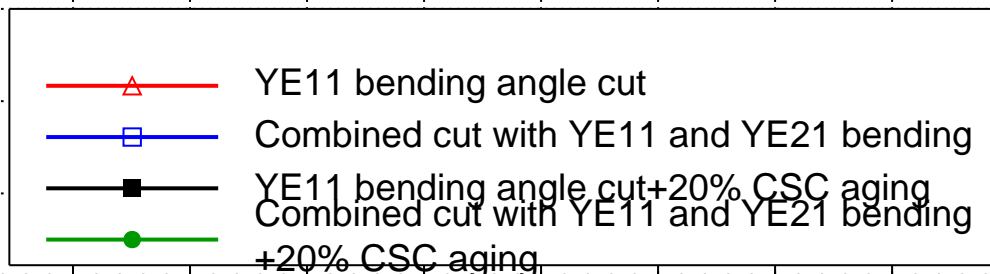 YE11 bending angle cut
Combined cut with YE11 and YE21 bending
YE11 bending angle cut+20% CSC aging
Combined cut with YE11 and YE21 bending
+20% CSC aging